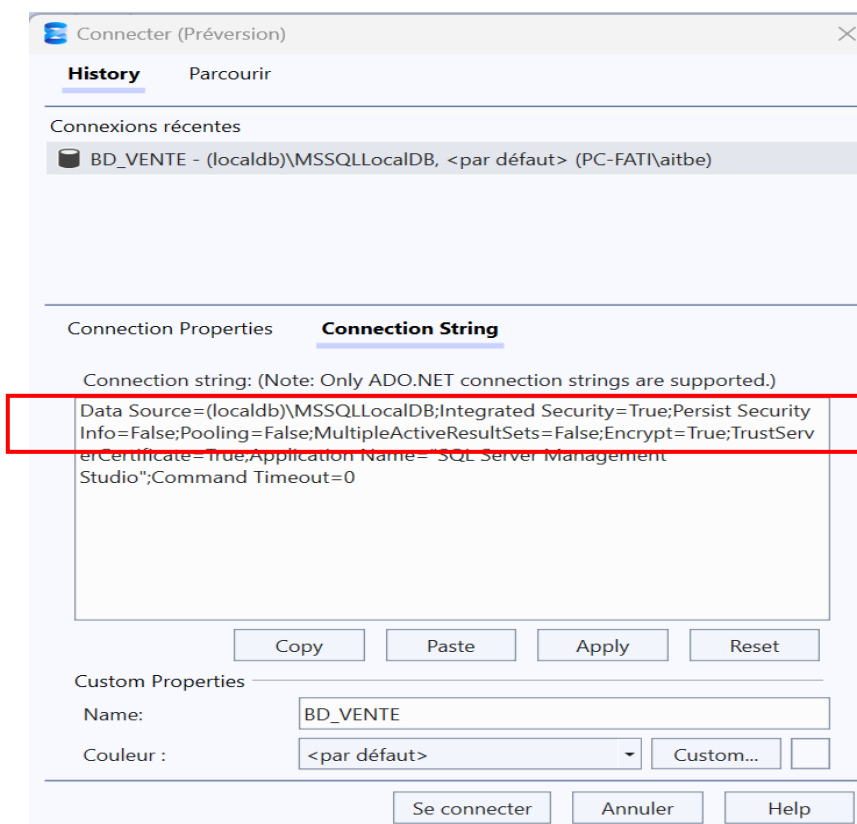 Connecter (Préversion)
History Parcourir
Connexions récentes
BD_VENTE - (localdb)\MSSQLLocalDB, <par défaut> (PC-FATI\aitbe)
Connection Properties Connection String
Connection string: (Note: Only ADO.NET connection strings are supported.)
Data Source=(localdb)\MSSQLLocalDB;Integrated Security=True;Persist Security
Info=False;Pooling=False;MultipleActiveResultSets=False;Encrypt=True;TrustServ
erCertificate=True;Application Name="SQL Server Management
Studio";Command Timeout=0
Copy Paste Apply Reset
Custom Properties
Name: BD_VENTE
Couleur : <par défaut> Custom...
Se connecter Annuler Help